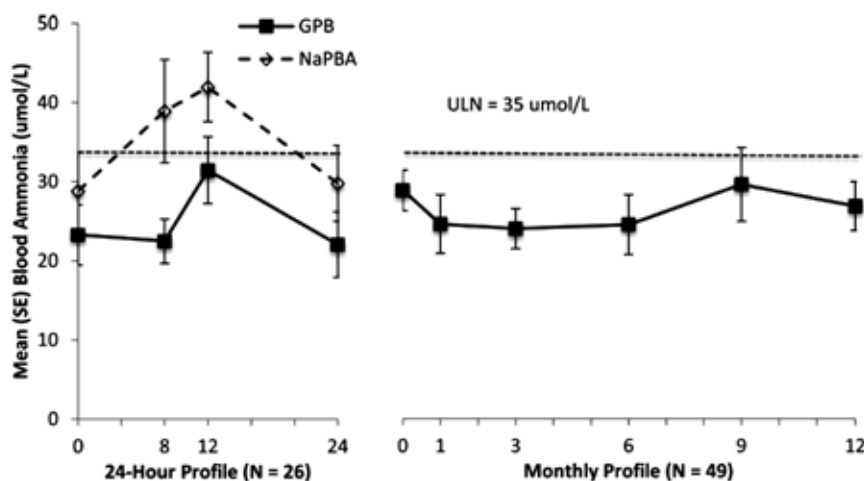 Mean (SE) Blood Ammonia (umol/L)
50
40
30
20
10
0
GPB
NaPBA
0 8 12 24
24-Hour Profile (N = 26)
ULN = 35 umol/L
0 1 3 6 9 12
Monthly Profile (N = 49)